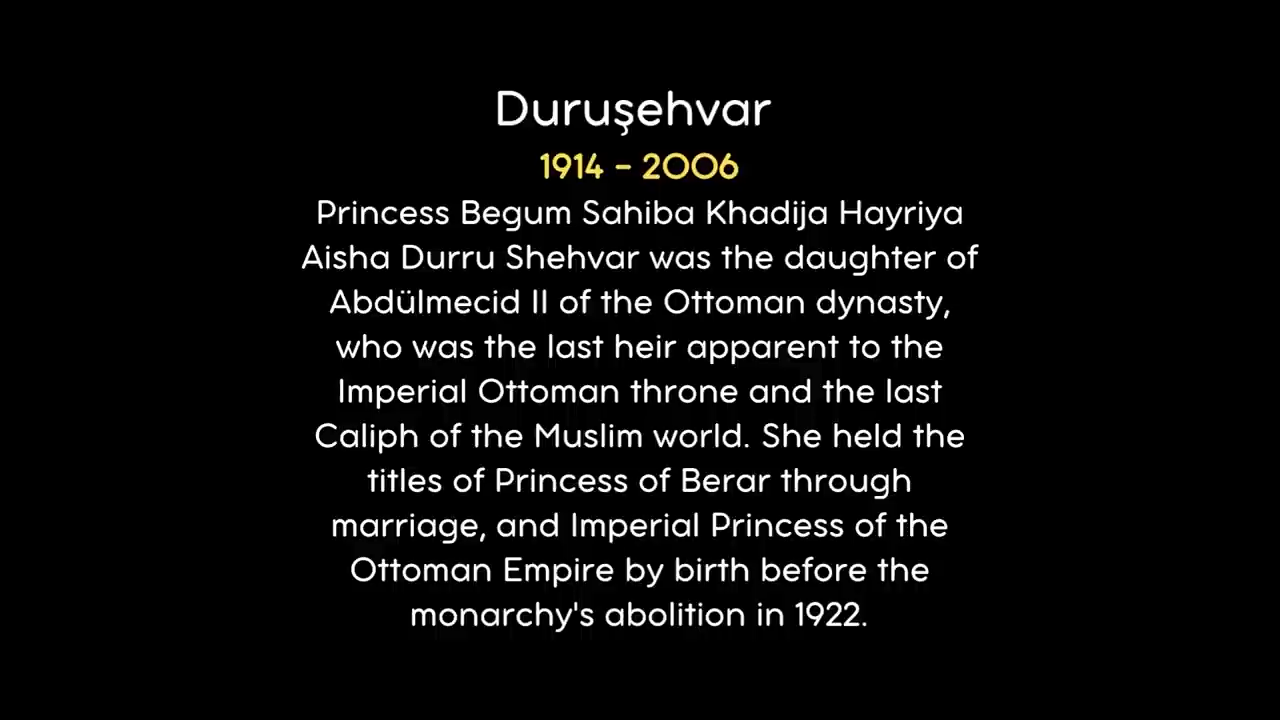 Duruşehvar
1914 - 2006
Princess Begum Sahiba Khadija Hayriya
Aisha Durru Shehvar was the daughter of
Abdülmecid II of the Ottoman dynasty,
who was the last heir apparent to the
Imperial Ottoman throne and the last
Caliph of the Muslim world. She held the
titles of Princess of Berar through
marriage, and Imperial Princess of the
Ottoman Empire by birth before the
monarchy's abolition in 1922.